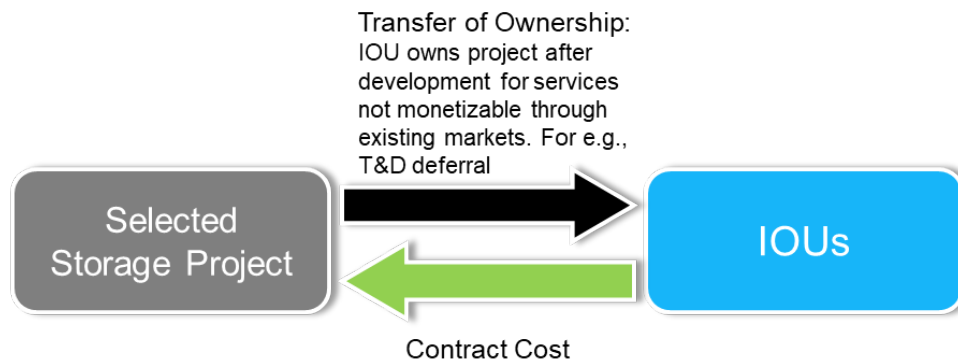 Transfer of Ownership:
IOU owns project after
development for services
not monetizable through
existing markets. For e.g.,
T&D deferral
Selected
Storage Project
IOUs
Contract Cost